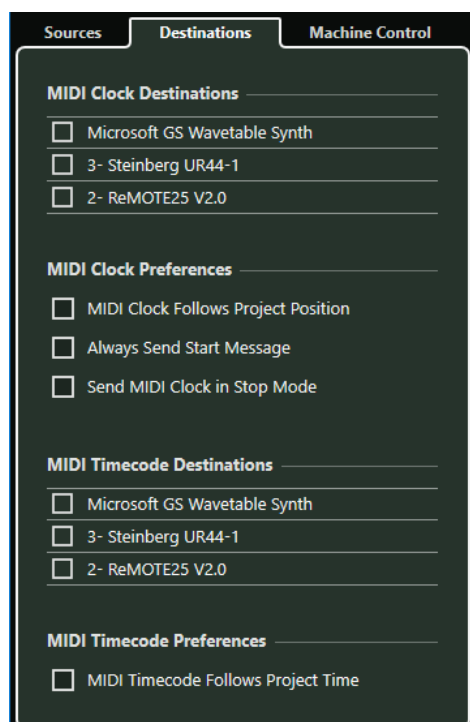 Sources Destinations Machine Control
MIDI Clock Destinations
Microsoft GS Wavetable Synth
3- Steinberg UR44-1
2- ReMOTE25 V2.0
MIDI Clock Preferences
MIDI Clock Follows Project Position
Always Send Start Message
Send MIDI Clock in Stop Mode
MIDI Timecode Destinations
Microsoft GS Wavetable Synth
3- Steinberg UR44-1
2- ReMOTE25 V2.0
MIDI Timecode Preferences
MIDI Timecode Follows Project Time